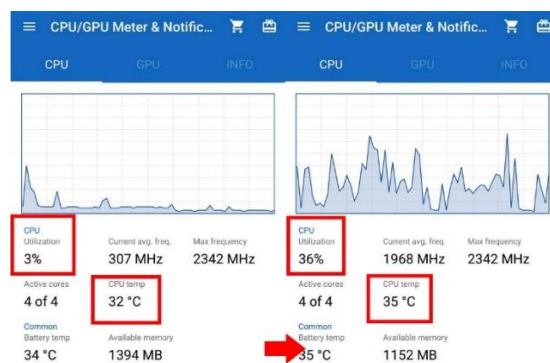 CPU/GPU Meter & Notific...
CPU GPU INFO
CPU
Utilization Current avg. freq. Max frequency
3% 307 MHz 2342 MHz
Active cores CPU temp
4 of 4 32 °C
Common
Battery temp Available memory
34 °C 1394 MB
CPU/GPU Meter & Notific...
CPU GPU INFO
CPU
Utilization Current avg. freq. Max frequency
36% 1968 MHz 2342 MHz
Active cores CPU temp
4 of 4 35 °C
Common
Battery temp Available memory
35 °C 1152 MB